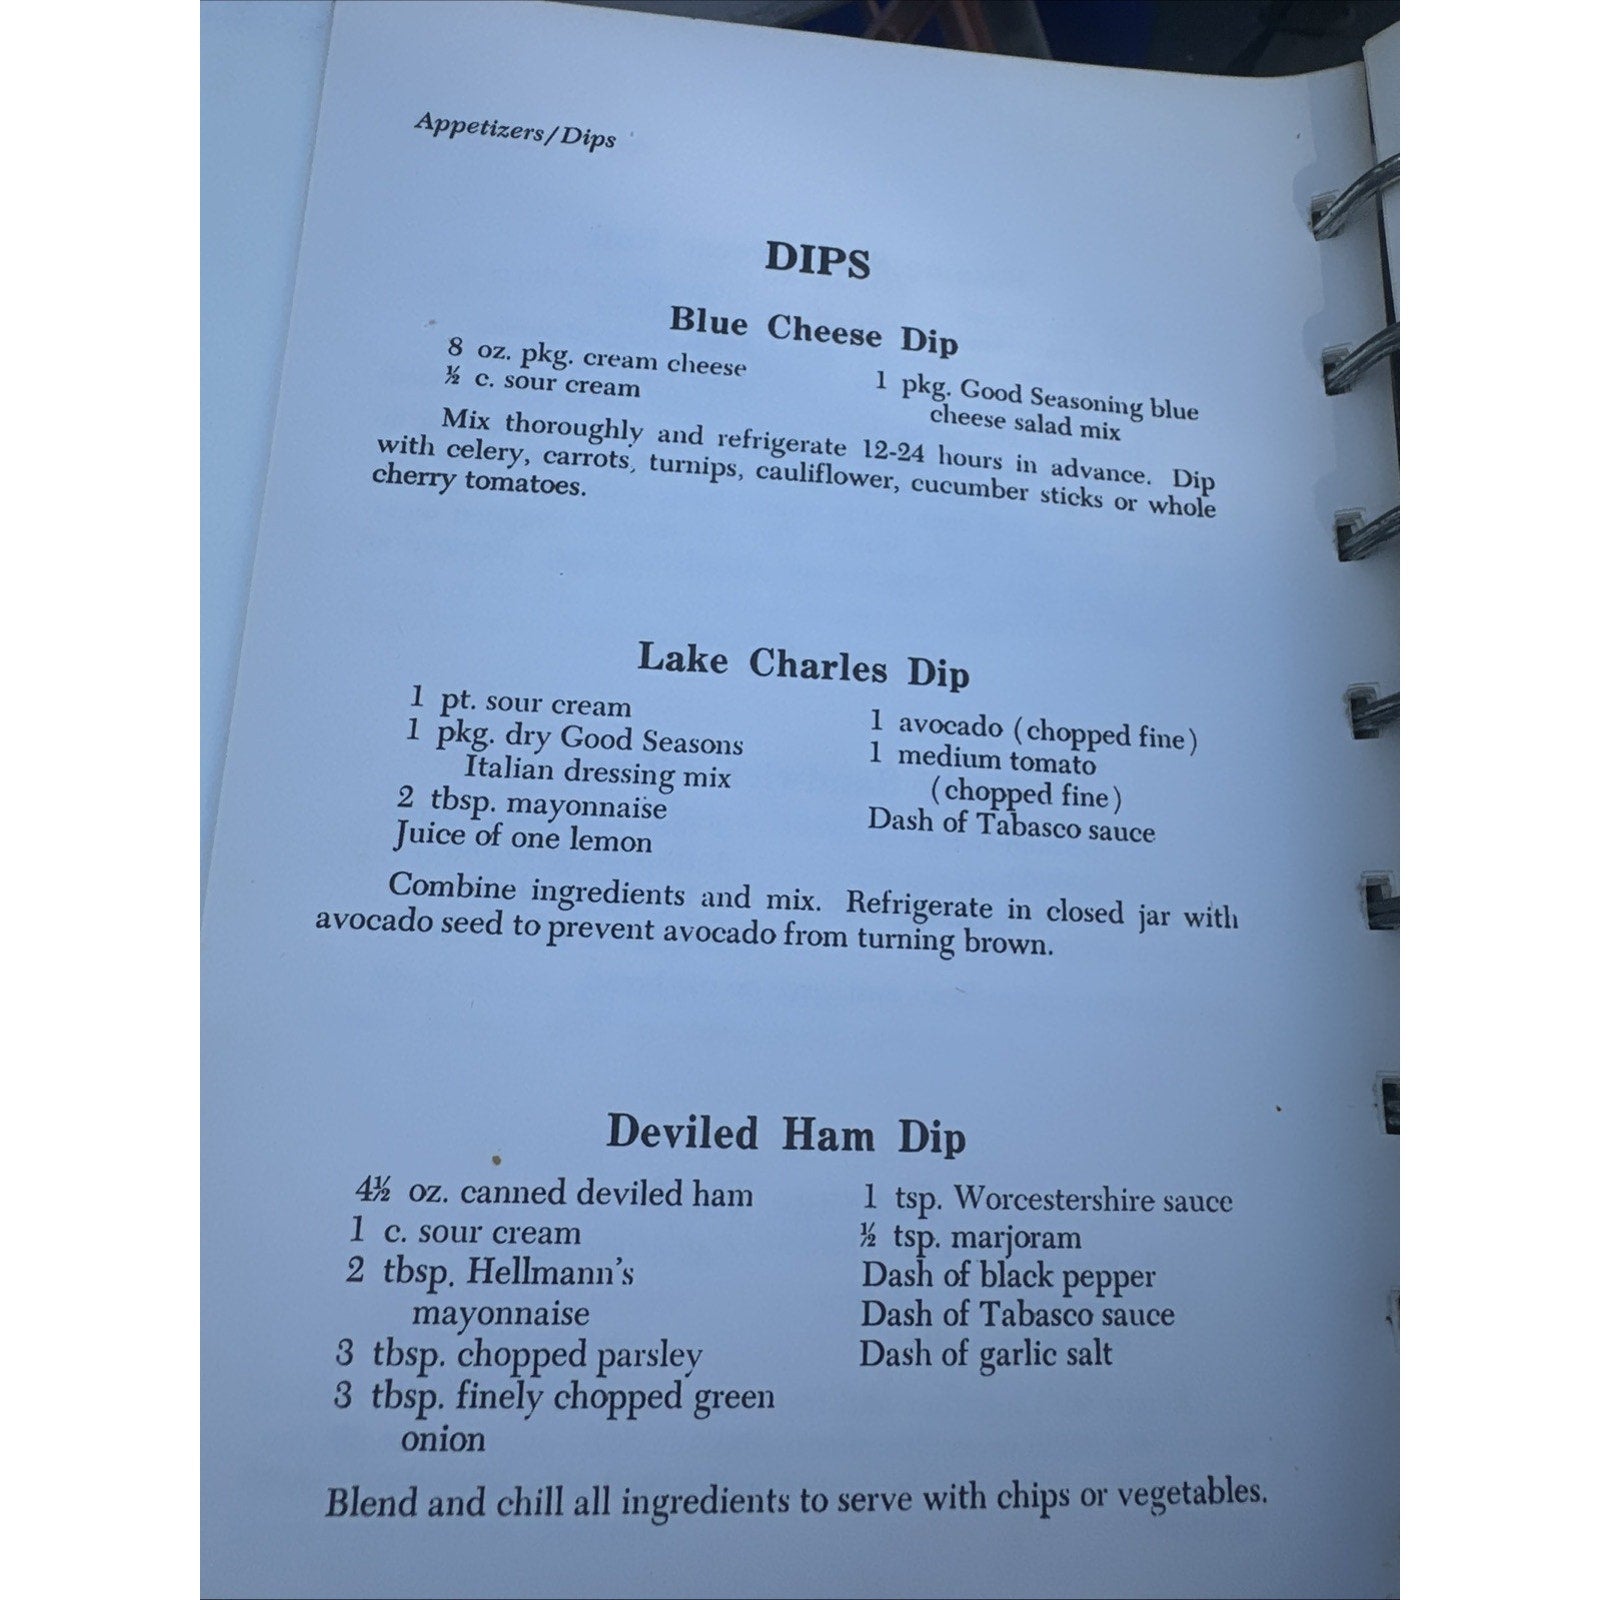 Appetizers/Dips
DIPS
Blue Cheese Dip
8 oz. pkg. cream cheese
½ c. sour cream
1 pkg. Good Seasoning blue
cheese salad mix
Mix thoroughly and refrigerate 12-24 hours in advance. Dip
with celery, carrots, turnips, cauliflower, cucumber sticks or whole
cherry tomatoes.
Lake Charles Dip
1 pt. sour cream
1 pkg. dry Good Seasons
Italian dressing mix
2 tbsp. mayonnaise
Juice of one lemon
1 avocado (chopped fine)
1 medium tomato
(chopped fine)
Dash of Tabasco sauce
Combine ingredients and mix. Refrigerate in closed jar with
avocado seed to prevent avocado from turning brown.
Deviled Ham Dip
4½ oz. canned deviled ham
1 c. sour cream
2 tbsp. Hellmann's
mayonnaise
3 tbsp. chopped parsley
3 tbsp. finely chopped green
onion
1 tsp. Worcestershire sauce
½ tsp. marjoram
Dash of black pepper
Dash of Tabasco sauce
Dash of garlic salt
Blend and chill all ingredients to serve with chips or vegetables.